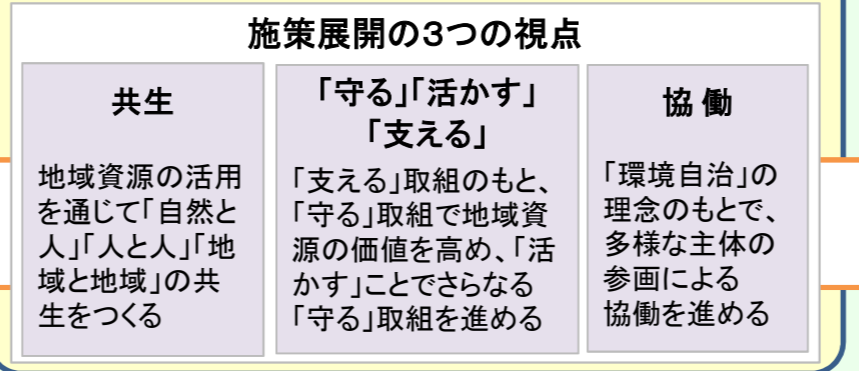 施策展開の3つの視点
共生
地域資源の活用
を通じて「自然と
人」「人と人」「地
域と地域」の共
生をつくる
「守る」「活かす」
「支える」
「支える」取組のもと、
「守る」取組で地域資
源の価値を高め、「活
かす」ことでさらなる
「守る」取組を進める
協 働
「環境自治」の
理念のもとで、
多様な主体の
参画による
協働を進める